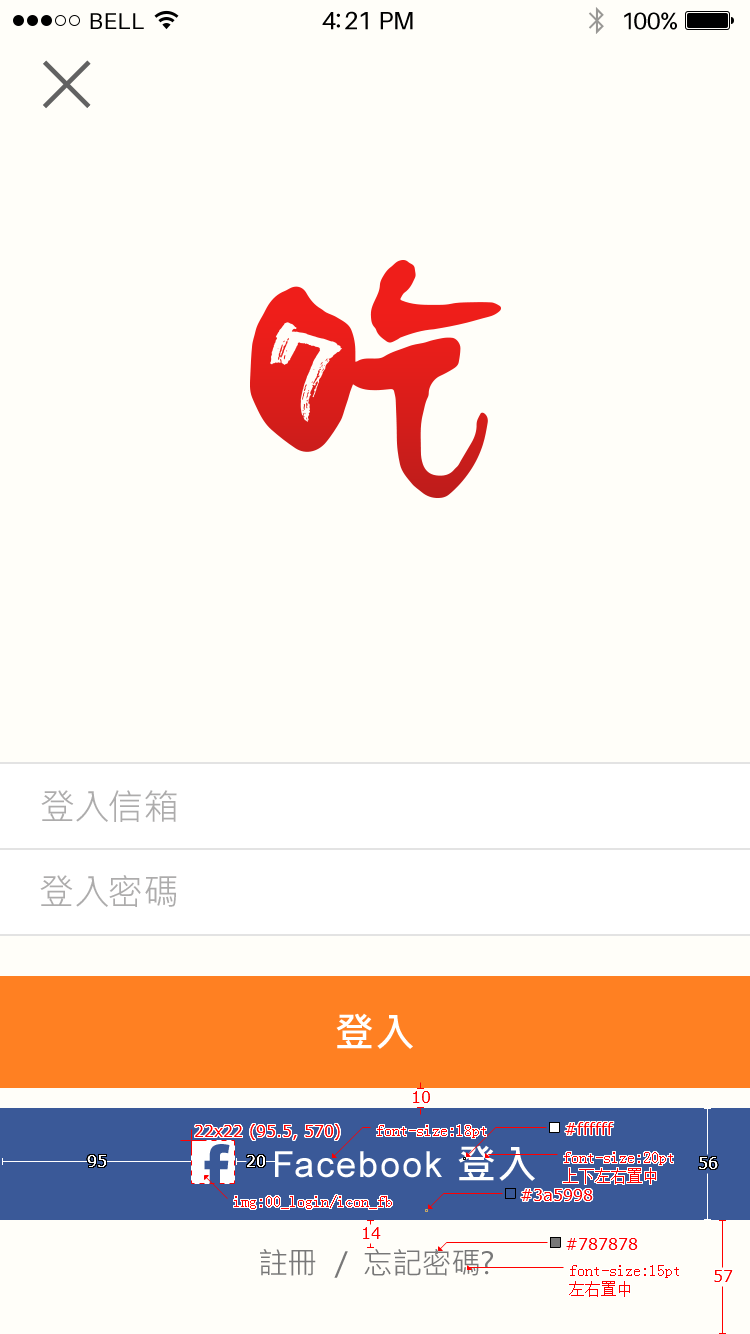 BELL 4:21 PM 100%
吃
7
登入信箱
登入密碼
登入
10
22x22 (95.5, 570) font-size:18pt #ffffff
95 20 Facebook 登入 font-size:20pt 56
上下左右置中
img:00_login/icon_fb #3a5998
14 #787878
註冊 / 忘記密碼? font-size:15pt 57
左右置中